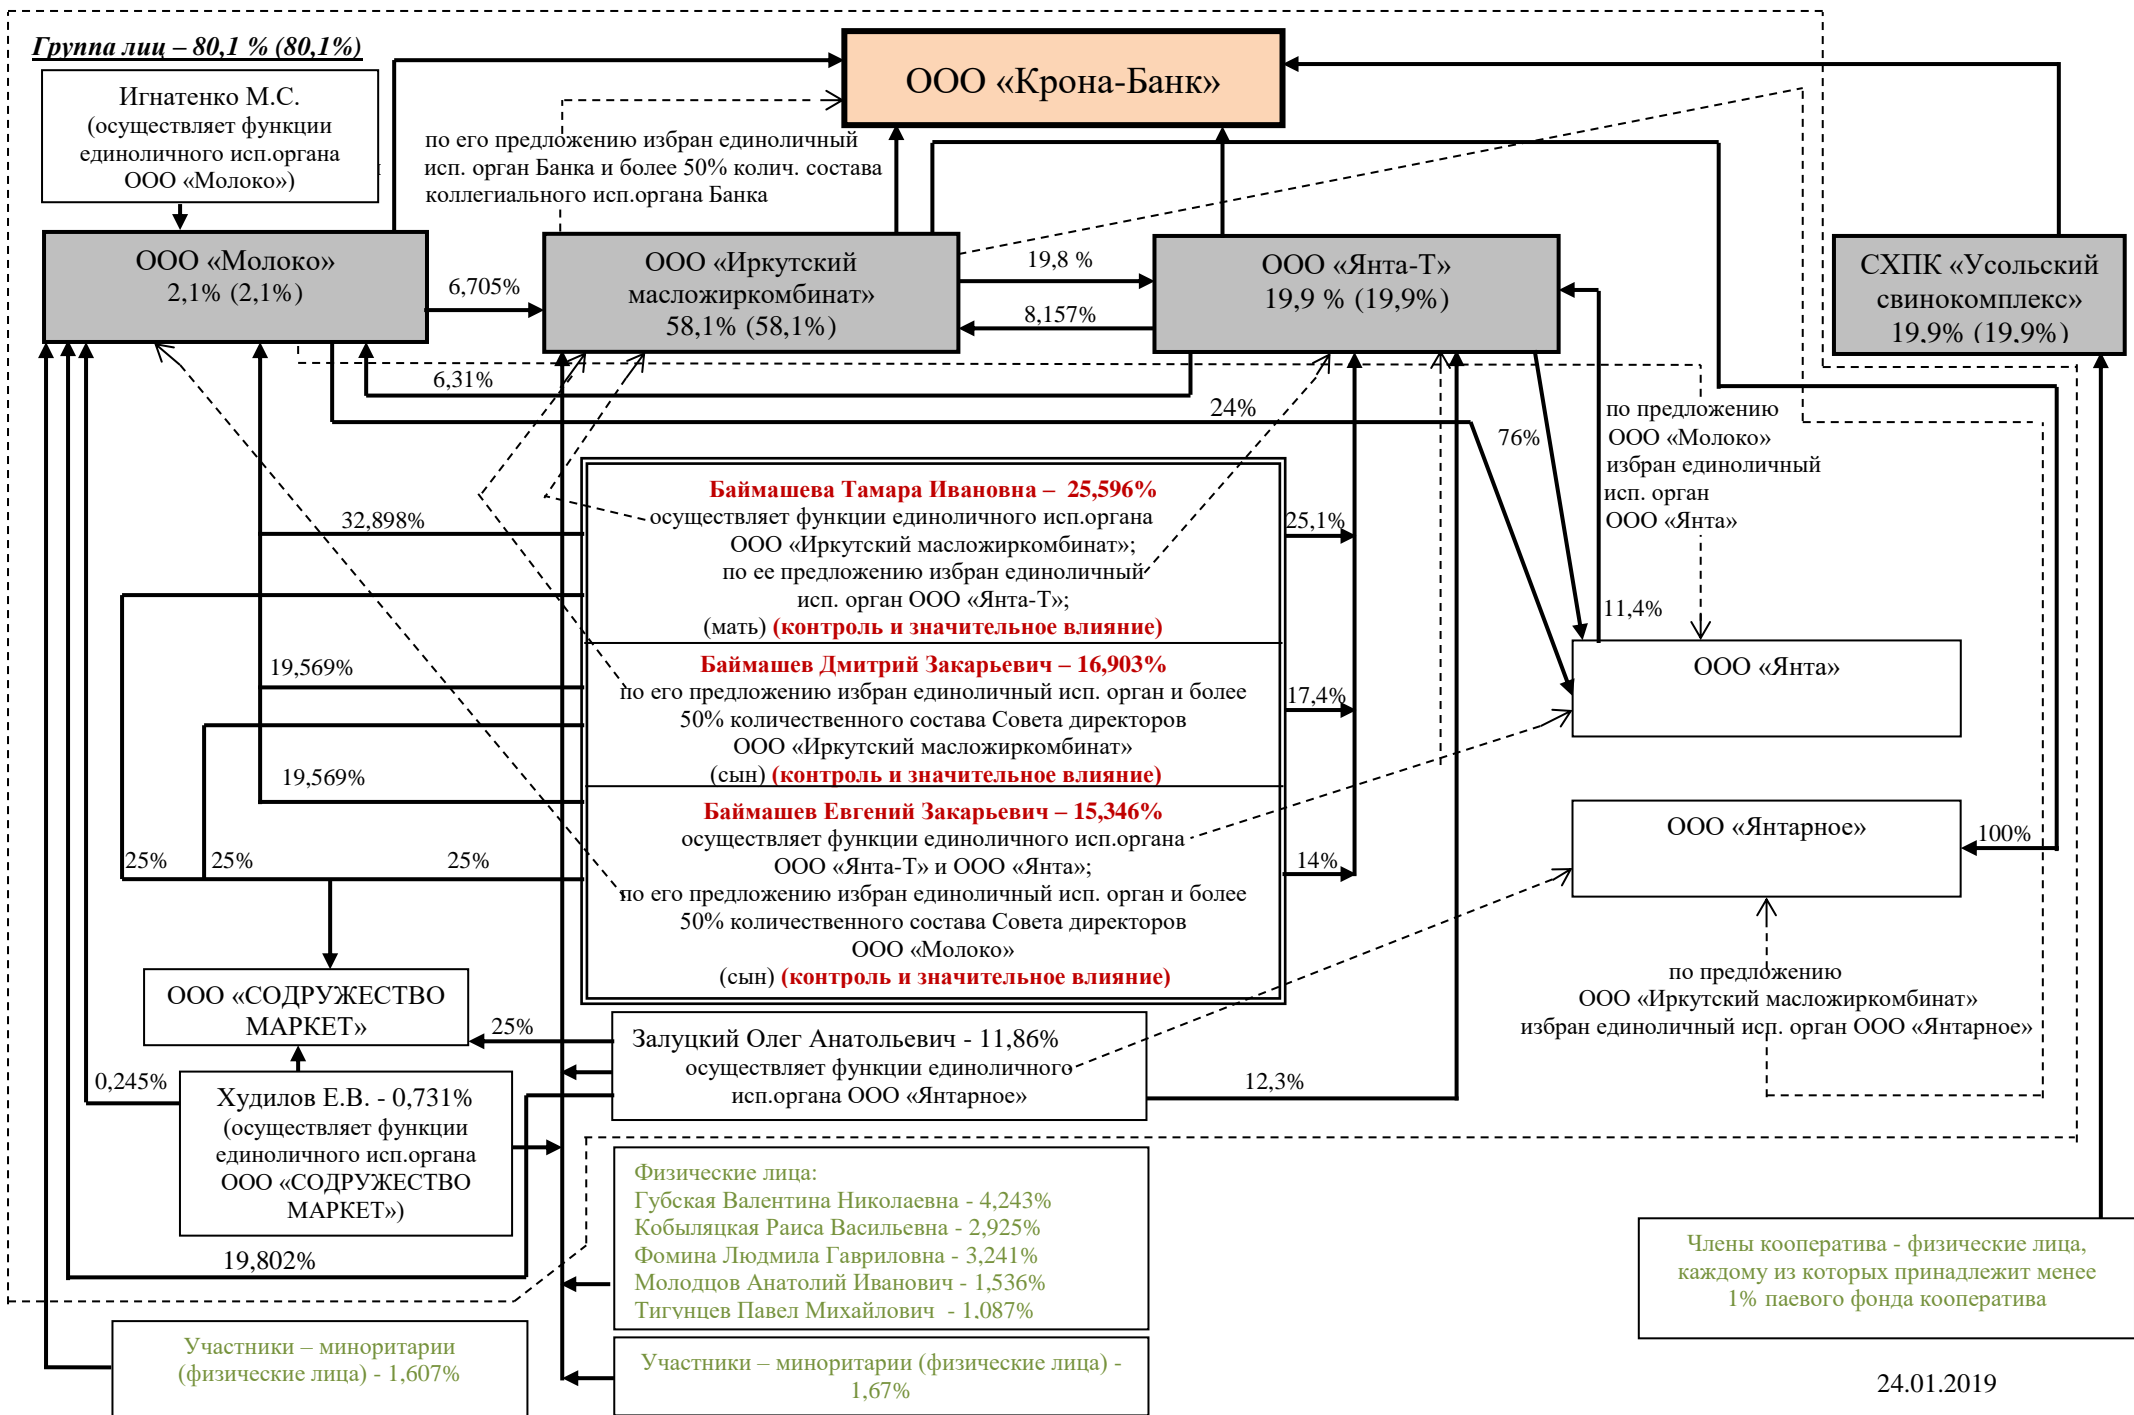 Группа лиц – 80,1 % (80,1%)
ООО «Крона-Банк»
Игнатенко М.С.
(осуществляет функции
единоличного исп.органа
ООО «Молоко»)
по его предложению избран единоличный
исп. орган Банка и более 50% колич. состава
коллегиального исп.органа Банка
ООО «Молоко»
2,1% (2,1%)
6,705%
ООО «Иркутский
масложиркомбинат»
58,1% (58,1%)
19,8 %
8,157%
ООО «Янта-Т»
19,9 % (19,9%)
СХПК «Усольский
свинокомплекс»
19,9% (19,9%)
6,31%
24%
76%
по предложению
ООО «Молоко»
избран единоличный
исп. орган
ООО «Янта»
11,4%
Баймашева Тамара Ивановна – 25,596%
осуществляет функции единоличного исп.органа
ООО «Иркутский масложиркомбинат»;
по ее предложению избран единоличный
исп. орган ООО «Янта-Т»;
(мать) (контроль и значительное влияние)
32,898%
25,1%
Баймашев Дмитрий Закарьевич – 16,903%
по его предложению избран единоличный исп. орган и более
50% количественного состава Совета директоров
ООО «Иркутский масложиркомбинат»
(сын) (контроль и значительное влияние)
19,569%
17,4%
Баймашев Евгений Закарьевич – 15,346%
осуществляет функции единоличного исп.органа
ООО «Янта-Т» и ООО «Янта»;
по его предложению избран единоличный исп. орган и более
50% количественного состава Совета директоров
ООО «Молоко»
(сын) (контроль и значительное влияние)
19,569%
14%
25%
25%
25%
ООО «Янта»
ООО «Янтарное»
100%
по предложению
ООО «Иркутский масложиркомбинат»
избран единоличный исп. орган ООО «Янтарное»
ООО «СОДРУЖЕСТВО
МАРКЕТ»
25%
Залуцкий Олег Анатольевич - 11,86%
осуществляет функции единоличного
исп.органа ООО «Янтарное»
12,3%
0,245%
Худилов Е.В. - 0,731%
(осуществляет функции
единоличного исп.органа
ООО «СОДРУЖЕСТВО
МАРКЕТ»)
19,802%
Физические лица:
Губская Валентина Николаевна - 4,243%
Кобыляцкая Раиса Васильевна - 2,925%
Фомина Людмила Гавриловна - 3,241%
Молодцов Анатолий Иванович - 1,536%
Тигунцев Павел Михайлович - 1,087%
Члены кооператива - физические лица,
каждому из которых принадлежит менее
1% паевого фонда кооператива
Участники – миноритарии
(физические лица) - 1,607%
Участники – миноритарии (физические лица) -
1,67%
24.01.2019